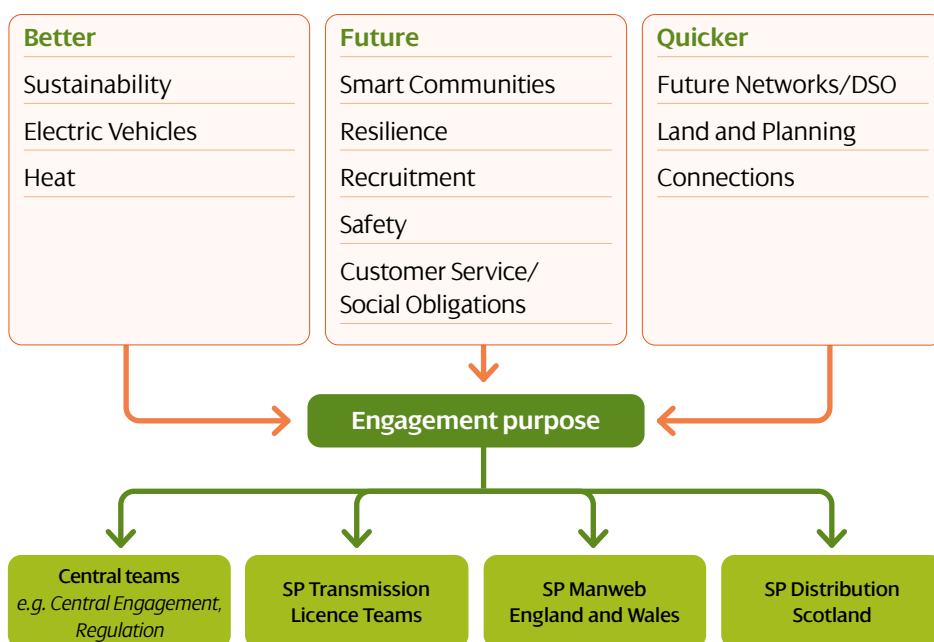 Better
Sustainability
Electric Vehicles
Heat
Future
Smart Communities
Resilience
Recruitment
Safety
Customer Service/
Social Obligations
Quicker
Future Networks/DSO
Land and Planning
Connections
Engagement purpose
Central teams
e.g. Central Engagement,
Regulation
SP Transmission
Licence Teams
SP Manweb
England and Wales
SP Distribution
Scotland